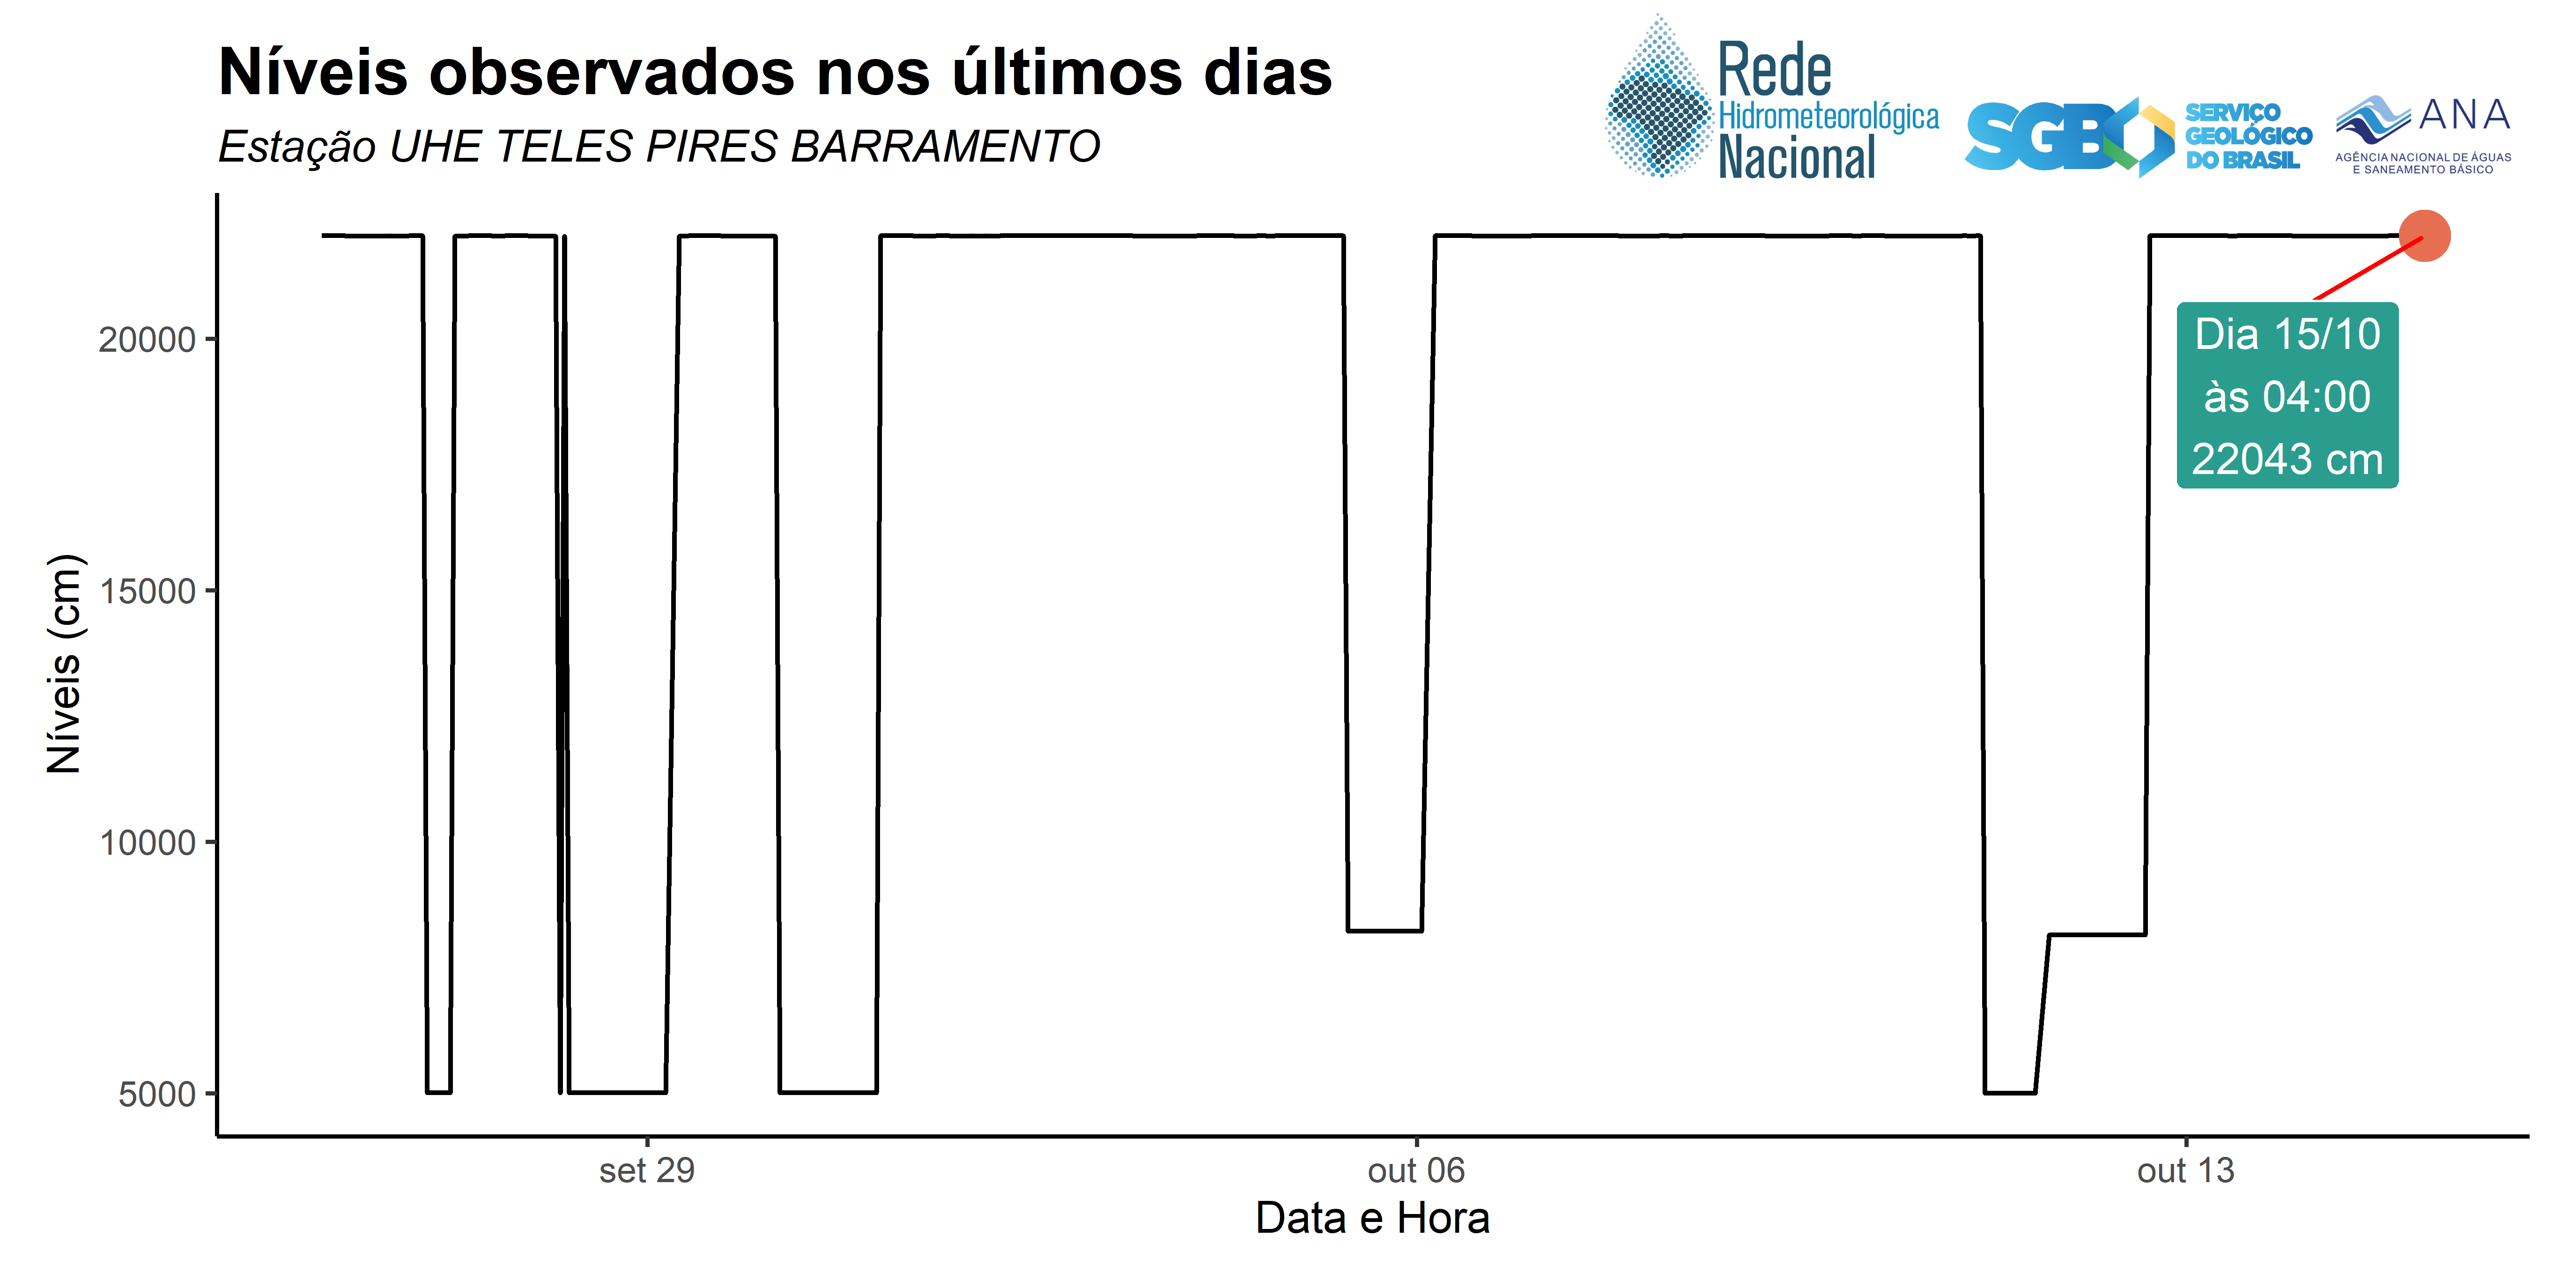 Níveis observados nos últimos dias
Estação UHE TELES PIRES BARRAMENTO
Rede
Hidrometeorológica
Nacional
SGB
SERVIÇO
GEOLÓGICO
DO BRASIL
ANA
AGÊNCIA NACIONAL DE ÁGUAS
E SANEAMENTO BÁSICO
Níveis (cm)
20000
15000
10000
5000
Dia 15/10
às 04:00
22043 cm
set 29
out 06
out 13
Data e Hora